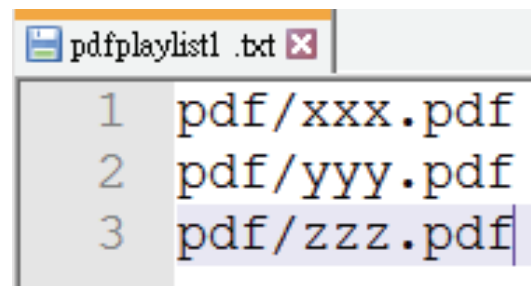 pdfplaylist1 .txt
1 pdf/xxx.pdf
2 pdf/yyy.pdf
3 pdf/zzz.pdf